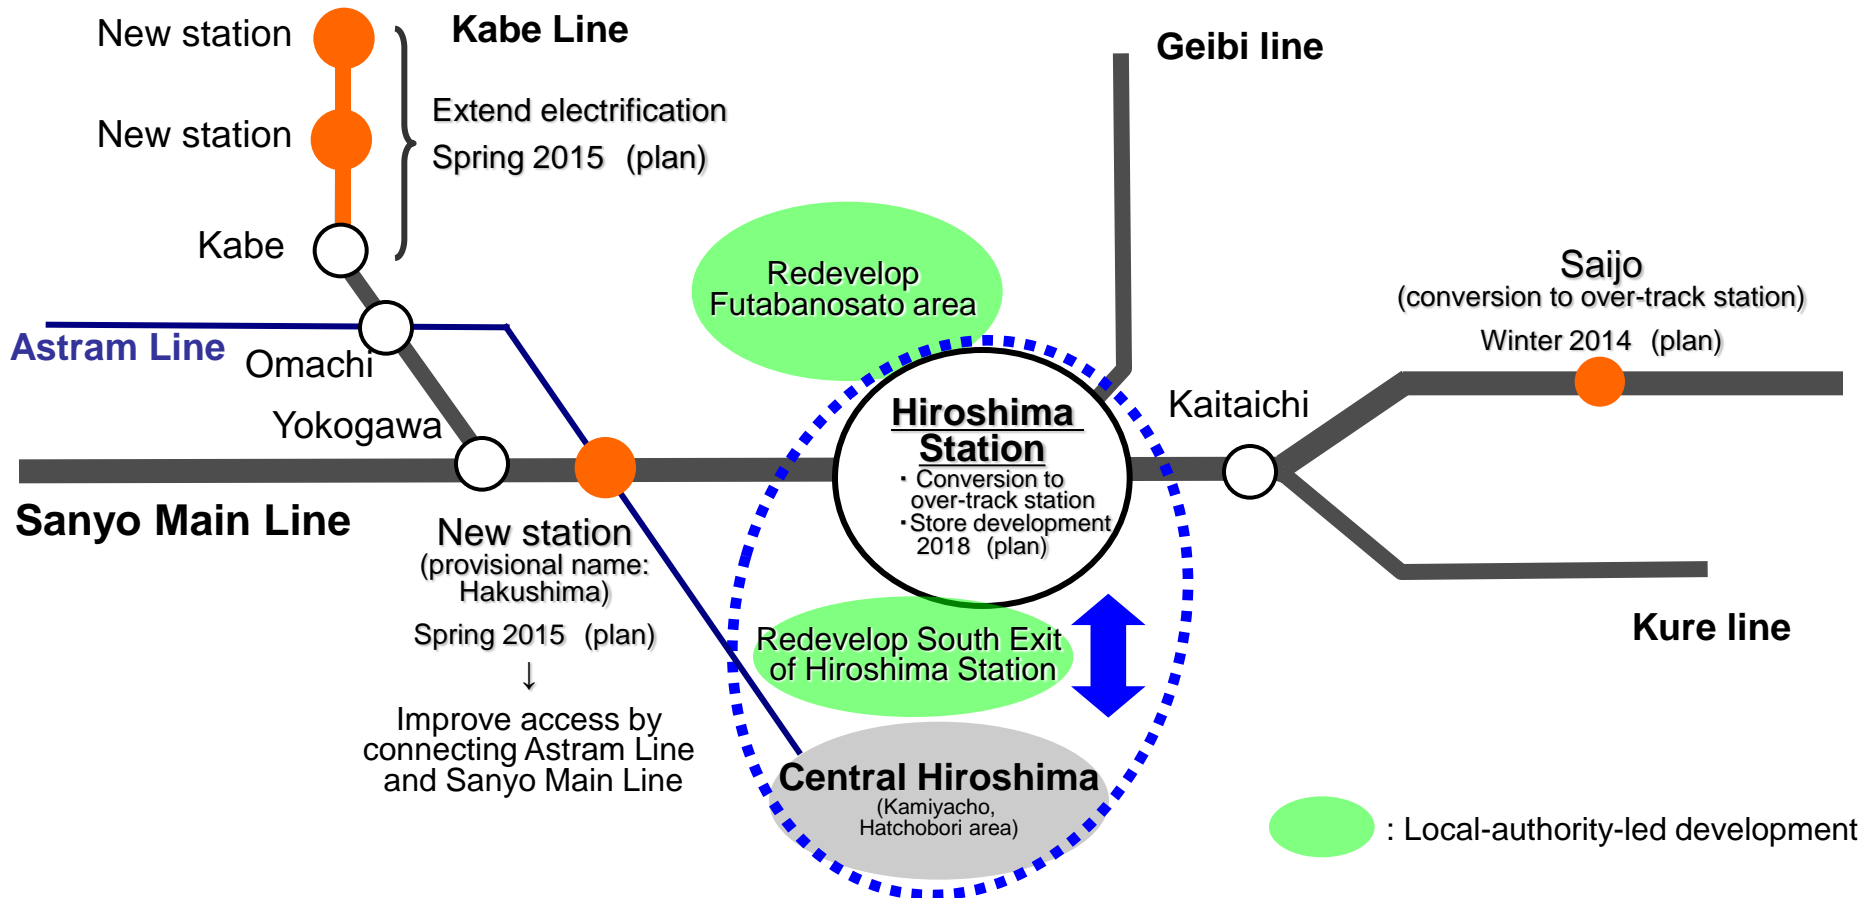 New station
Kabe Line
New station
Extend electrification
Spring 2015 (plan)
Kabe
Astram Line
Omachi
Yokogawa
Sanyo Main Line
New station
(provisional name:
Hakushima)
Spring 2015 (plan)
↓
Improve access by
connecting Astram Line
and Sanyo Main Line
Redevelop
Futabanosato area
Geibi line
Hiroshima
Station
・Conversion to
over-track station
・Store development
2018 (plan)
Kaitaichi
Saijo
(conversion to over-track station)
Winter 2014 (plan)
Kure line
Redevelop South Exit
of Hiroshima Station
Central Hiroshima
(Kamiyacho,
Hatchobori area)
: Local-authority-led development